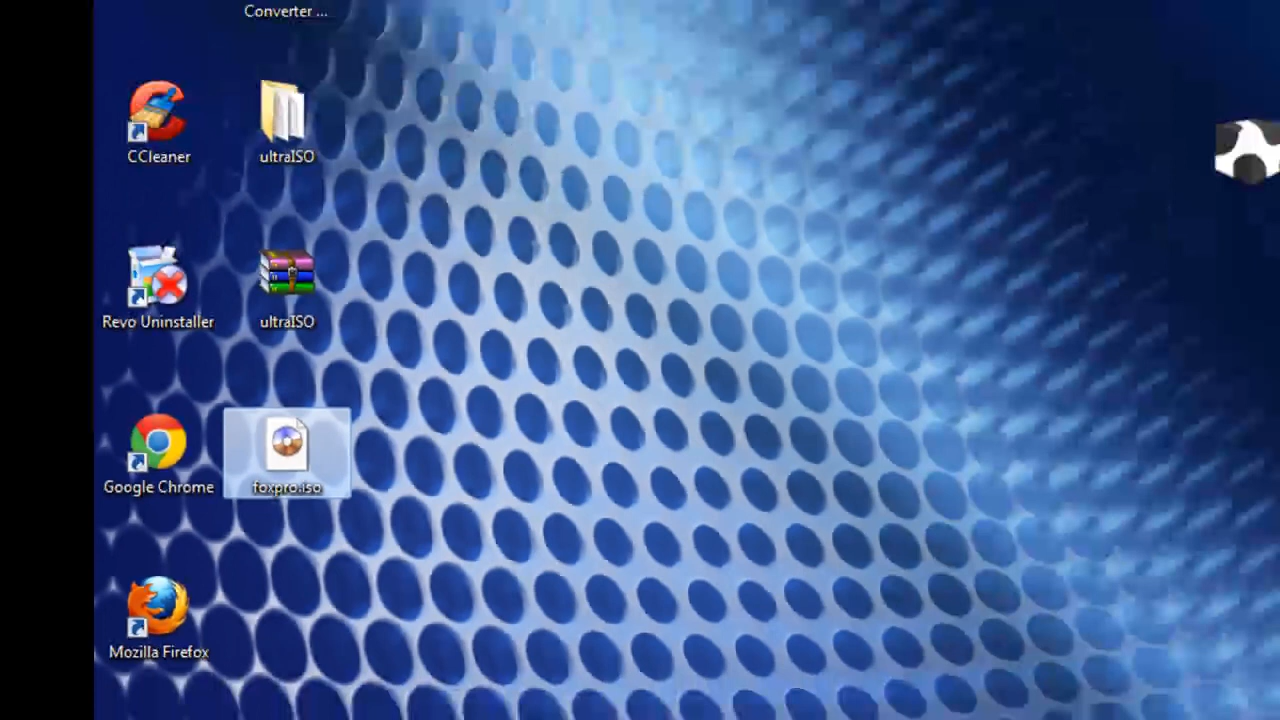 Converter ...
CCleaner
ultraISO
Revo Uninstaller
ultraISO
Google Chrome
foxpro.iso
Mozilla Firefox